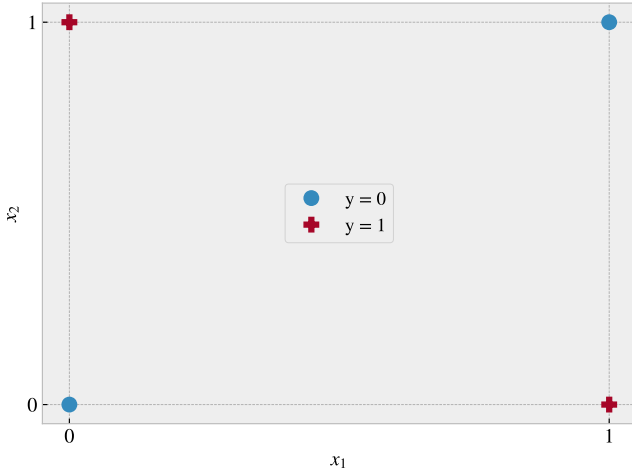 1
x₂
y = 0
y = 1
0
0
1
x₁